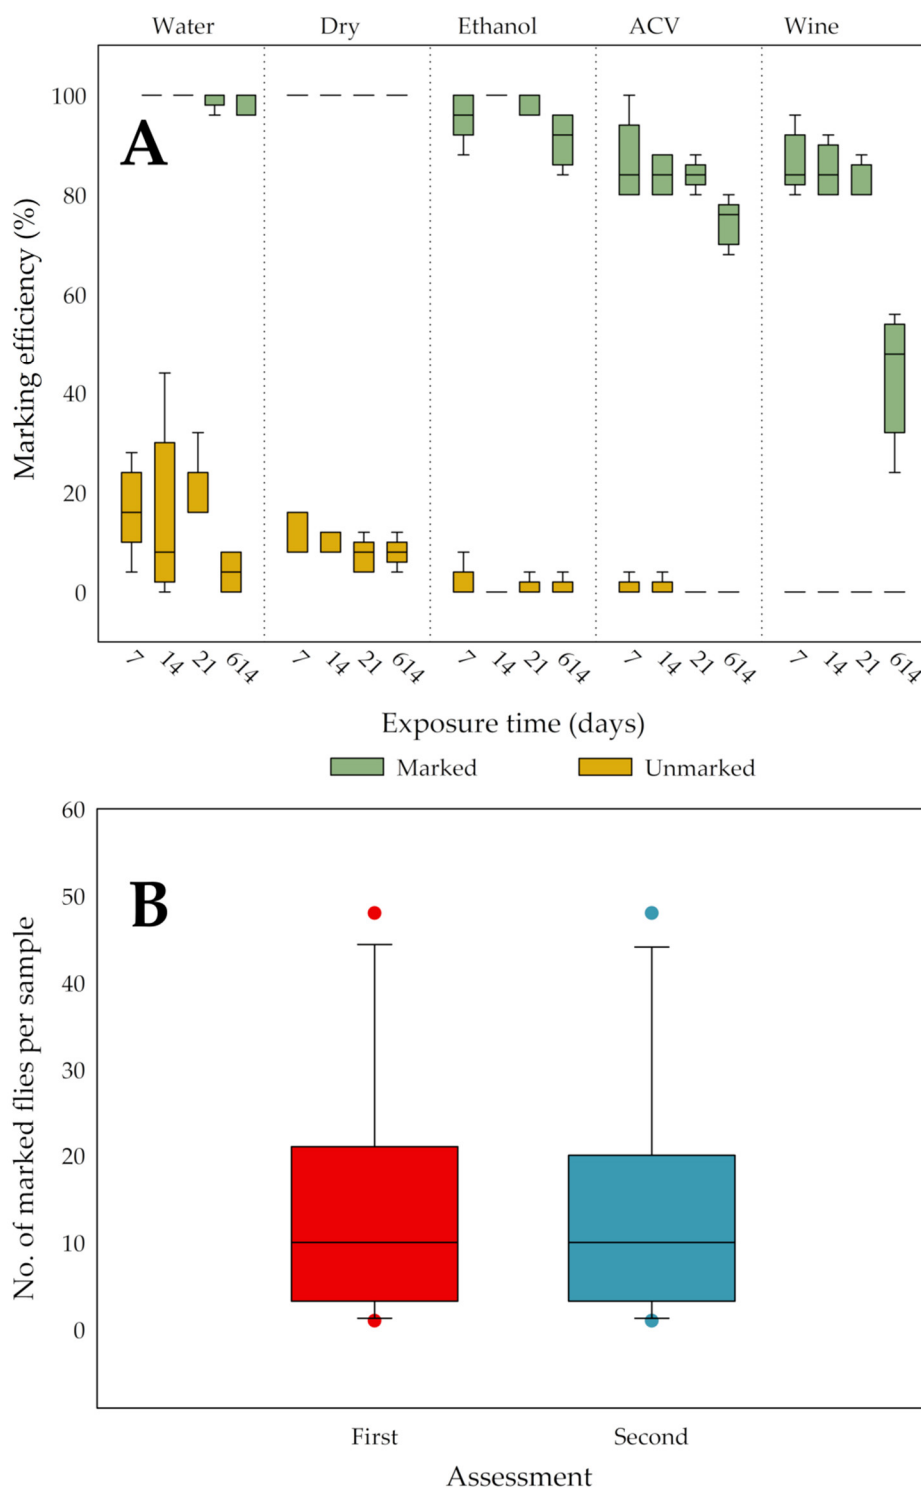 Water Dry Ethanol ACV Wine
A
Marking efficiency (%)
100
80
60
40
20
0
7 14 21 614 7 14 21 614 7 14 21 614 7 14 21 614 7 14 21 614
Exposure time (days)
Marked Unmarked
B
No. of marked flies per sample
60
50
40
30
20
10
0
First Second
Assessment